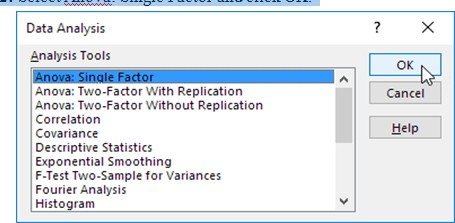 2. Select Anova: Single Factor and click OK.
Data Analysis
?
Analysis Tools
Anova: Single Factor
Anova: Two-Factor With Replication
Anova: Two-Factor Without Replication
Correlation
Covariance
Descriptive Statistics
Exponential Smoothing
F-Test Two-Sample for Variances
Fourier Analysis
Histogram
OK
Cancel
Help